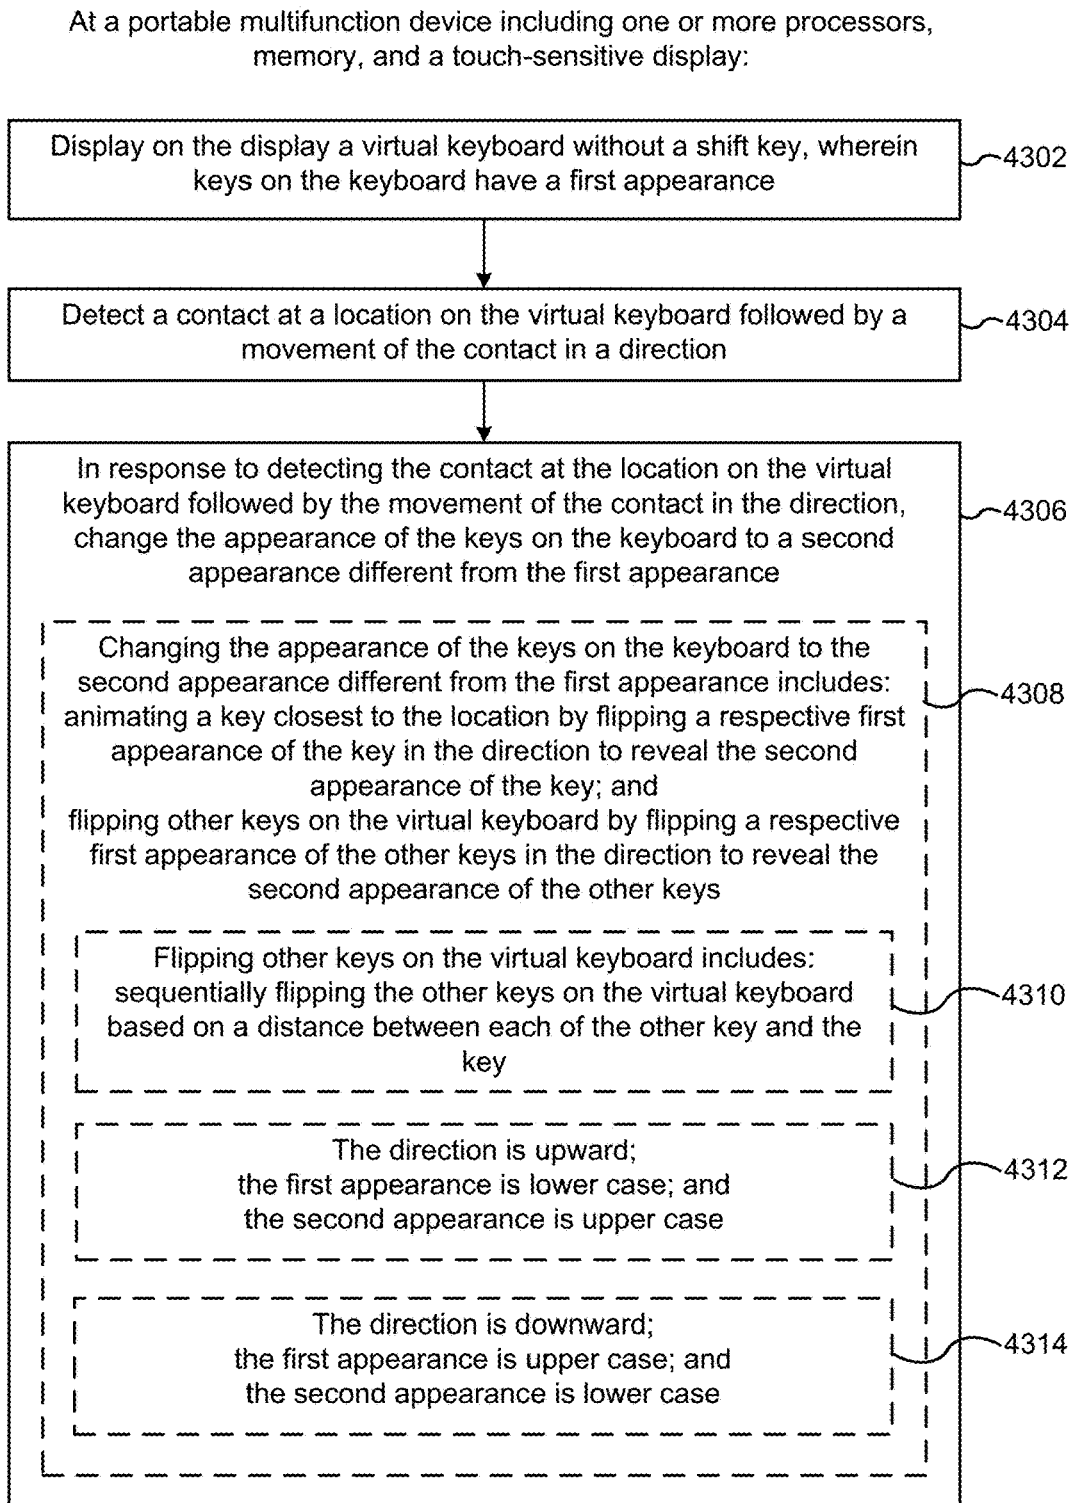 At a portable multifunction device including one or more processors,
memory, and a touch-sensitive display:
Display on the display a virtual keyboard without a shift key, wherein
keys on the keyboard have a first appearance
4302
Detect a contact at a location on the virtual keyboard followed by a
movement of the contact in a direction
4304
In response to detecting the contact at the location on the virtual
keyboard followed by the movement of the contact in the direction,
change the appearance of the keys on the keyboard to a second
appearance different from the first appearance
4306
Changing the appearance of the keys on the keyboard to the
second appearance different from the first appearance includes:
animating a key closest to the location by flipping a respective first
appearance of the key in the direction to reveal the second
appearance of the key; and
flipping other keys on the virtual keyboard by flipping a respective
first appearance of the other keys in the direction to reveal the
second appearance of the other keys
4308
Flipping other keys on the virtual keyboard includes:
sequentially flipping the other keys on the virtual keyboard
based on a distance between each of the other key and the
key
4310
The direction is upward;
the first appearance is lower case; and
the second appearance is upper case
4312
The direction is downward;
the first appearance is upper case; and
the second appearance is lower case
4314